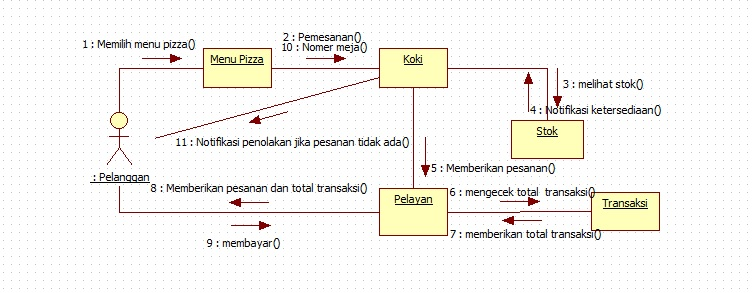 1 : Memilih menu pizza()
2 : Pemesanan()
10 : Nomer meja()
Menu Pizza
Koki
3 : melihat stok()
4 : Notifikasi ketersediaan()
Stok
11 : Notifikasi penolakan jika pesanan tidak ada()
5 : Memberikan pesanan()
: Pelanggan
8 : Memberikan pesanan dan total transaksi()
6 : mengecek total transaksi()
Pelayan
Transaksi
7 : memberikan total transaksi()
9 : membayar()